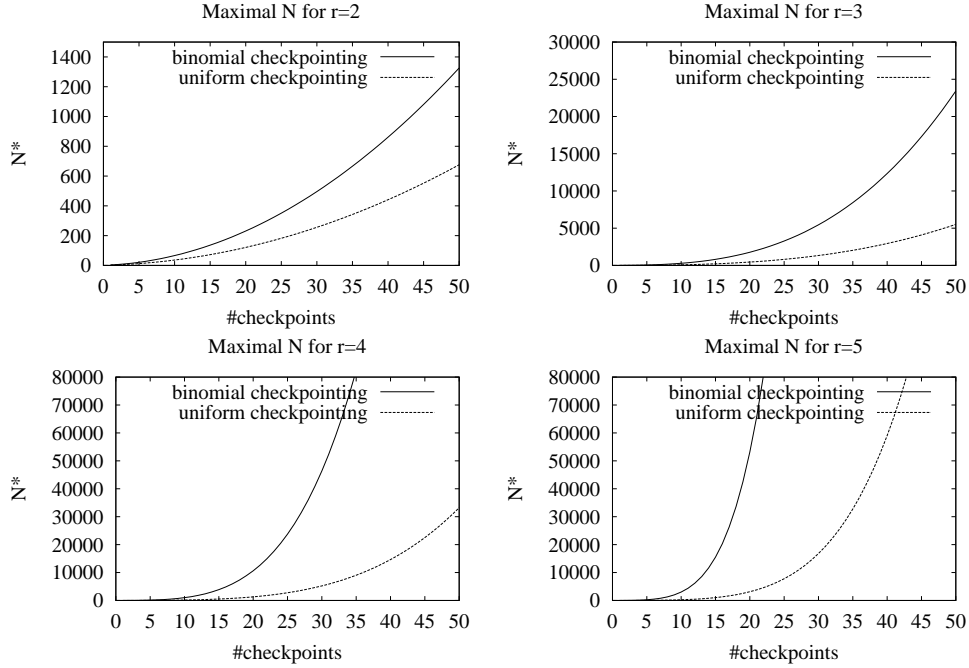 Maximal N for r=2
1400
1200
1000
800
600
400
200
0
N*
binomial checkpointing
uniform checkpointing
0 5 10 15 20 25 30 35 40 45 50
#checkpoints
Maximal N for r=3
30000
25000
20000
15000
10000
5000
0
N*
binomial checkpointing
uniform checkpointing
0 5 10 15 20 25 30 35 40 45 50
#checkpoints
Maximal N for r=4
80000
70000
60000
50000
40000
30000
20000
10000
0
N*
binomial checkpointing
uniform checkpointing
0 5 10 15 20 25 30 35 40 45 50
#checkpoints
Maximal N for r=5
80000
70000
60000
50000
40000
30000
20000
10000
0
N*
binomial checkpointing
uniform checkpointing
0 5 10 15 20 25 30 35 40 45 50
#checkpoints